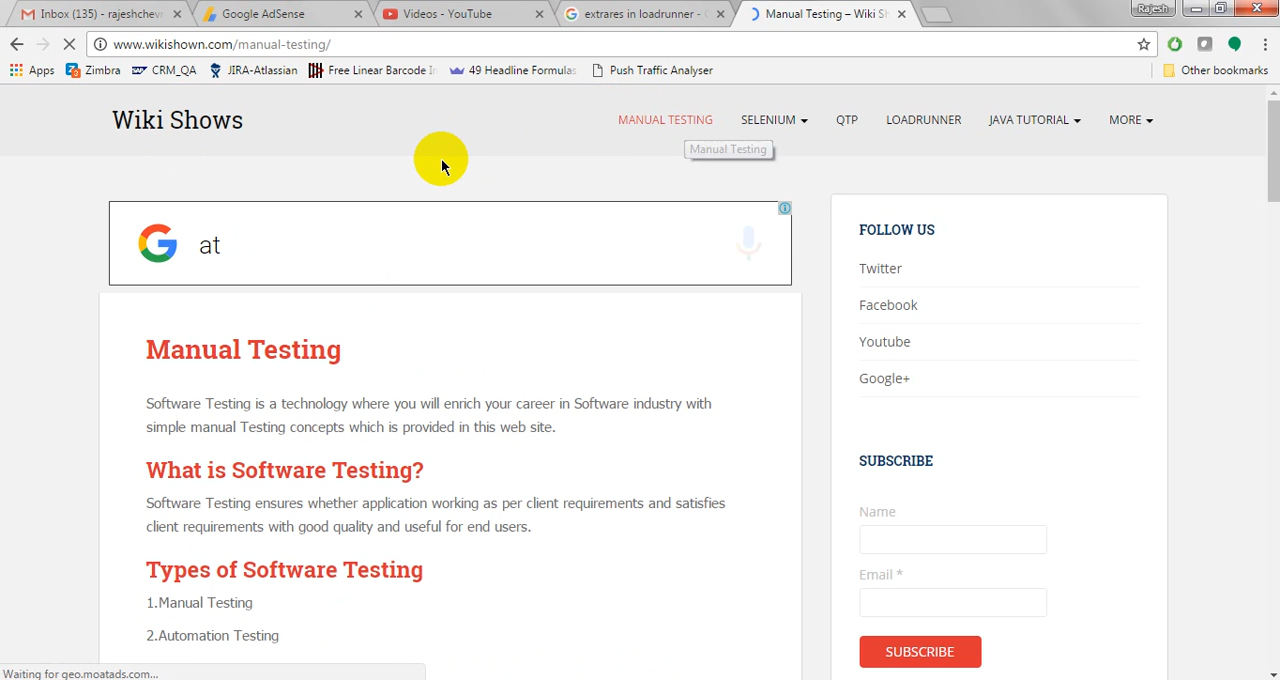 Inbox (135) - rajeshchevr
Google AdSense
Videos - YouTube
extrares in loadrunner -
Manual Testing – Wiki Sh
Rajesh
www.wikishown.com/manual-testing/
Apps
Zimbra
CRM_QA
JIRA-Atlassian
Free Linear Barcode In
49 Headline Formulas
Push Traffic Analyser
Other bookmarks
Wiki Shows
MANUAL TESTING
SELENIUM
QTP
LOADRUNNER
JAVA TUTORIAL
MORE
Manual Testing
G at
Manual Testing
Software Testing is a technology where you will enrich your career in Software industry with
simple manual Testing concepts which is provided in this web site.
What is Software Testing?
Software Testing ensures whether application working as per client requirements and satisfies
client requirements with good quality and useful for end users.
Types of Software Testing
1.Manual Testing
2.Automation Testing
FOLLOW US
Twitter
Facebook
Youtube
Google+
SUBSCRIBE
Name
Email *
SUBSCRIBE
Waiting for geo.moatads.com...